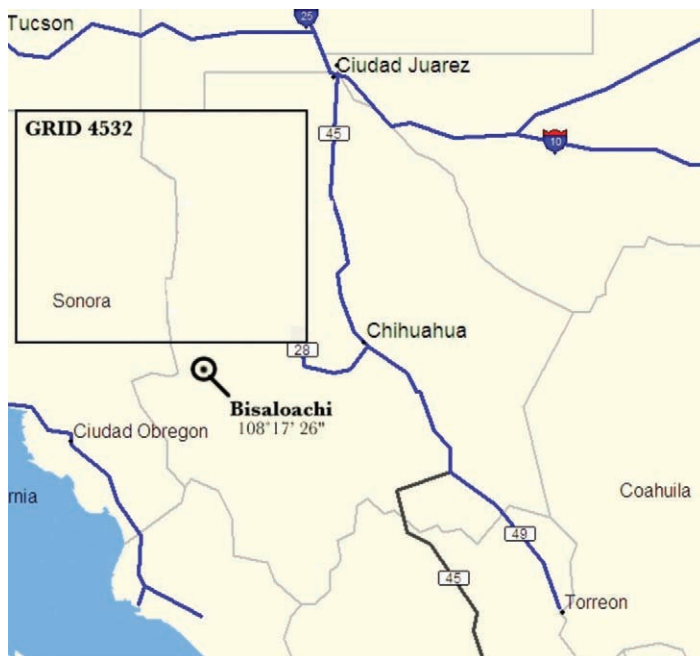 Tucson
25
Ciudad Juarez
GRID 4532
45
10
Sonora
Chihuahua
28
Bisaloachi
108°17' 26"
Ciudad Obregon
rnia
Coahuila
49
45
Torreon